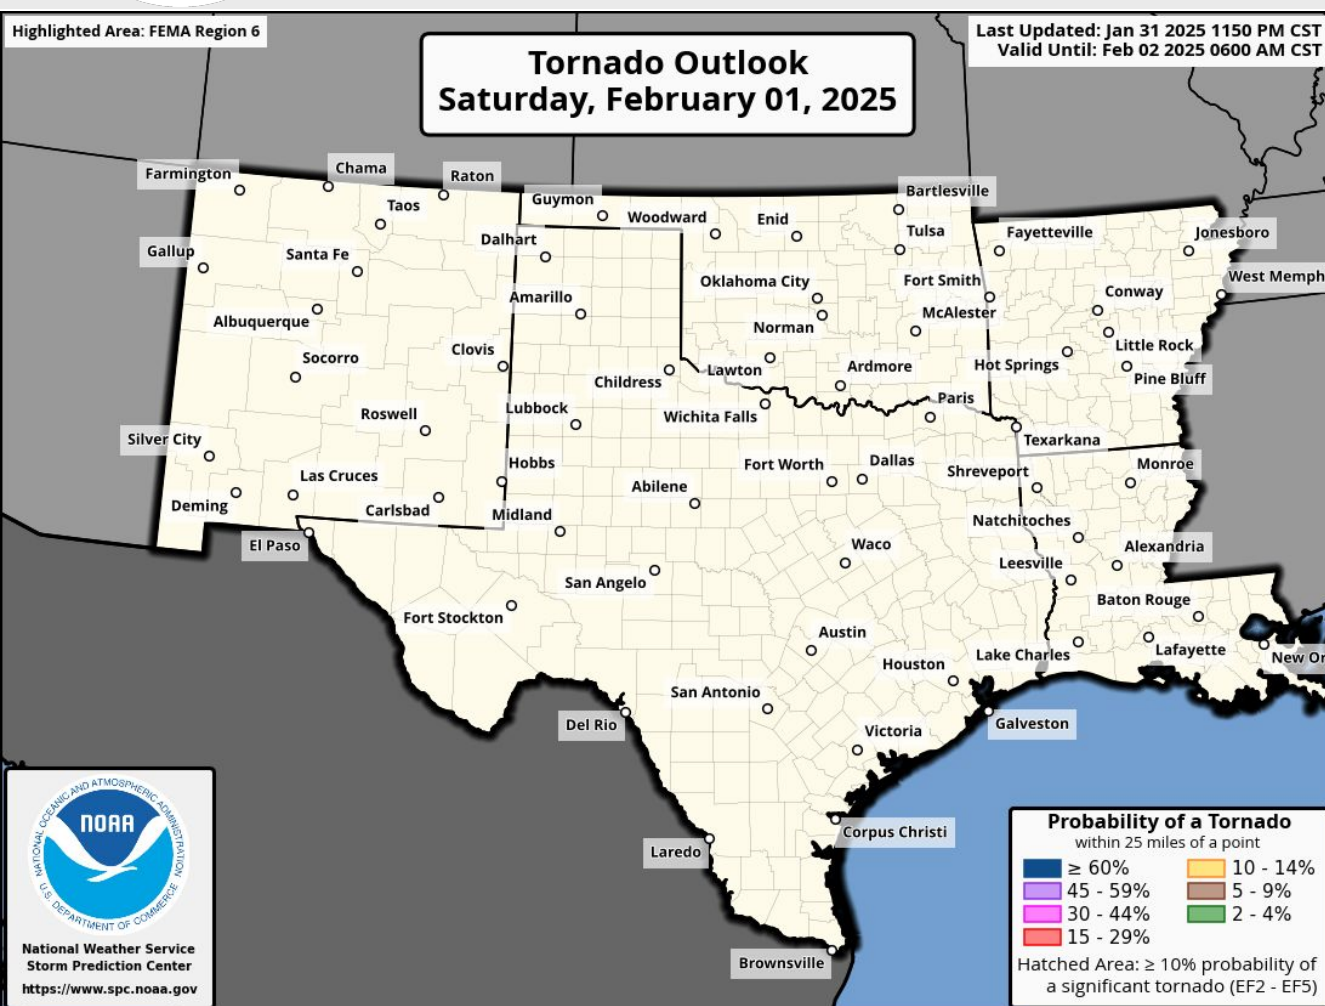 Highlighted Area: FEMA Region 6
Last Updated: Jan 31 2025 1150 PM CST
Valid Until: Feb 02 2025 0600 AM CST
Tornado Outlook
Saturday, February 01, 2025
Farmington
Chama
Raton
Taos
Guymon
Woodward
Enid
Bartlesville
Tulsa
Fayetteville
Jonesboro
Gallup
Santa Fe
Dalhart
Oklahoma City
Fort Smith
Conway
West Memph
Albuquerque
Amarillo
Norman
McAlester
Little Rock
Socorro
Clovis
Childress
Lawton
Ardmore
Hot Springs
Pine Bluff
Roswell
Lubbock
Wichita Falls
Paris
Texarkana
Silver City
Las Cruces
Hobbs
Abilene
Fort Worth
Dallas
Shreveport
Monroe
Deming
Carlsbad
Midland
Natchitoches
El Paso
San Angelo
Waco
Leesville
Alexandria
Fort Stockton
Austin
Baton Rouge
Houston
Lake Charles
Lafayette
New Or
San Antonio
Del Rio
Victoria
Galveston
Laredo
Corpus Christi
Brownsville
NATIONAL OCEANIC AND ATMOSPHERIC ADMINISTRATION
NOAA
U.S. DEPARTMENT OF COMMERCE
National Weather Service
Storm Prediction Center
https://www.spc.noaa.gov
Probability of a Tornado
within 25 miles of a point
≥ 60%
10 - 14%
45 - 59%
5 - 9%
30 - 44%
2 - 4%
15 - 29%
Hatched Area: ≥ 10% probability of
a significant tornado (EF2 - EF5)